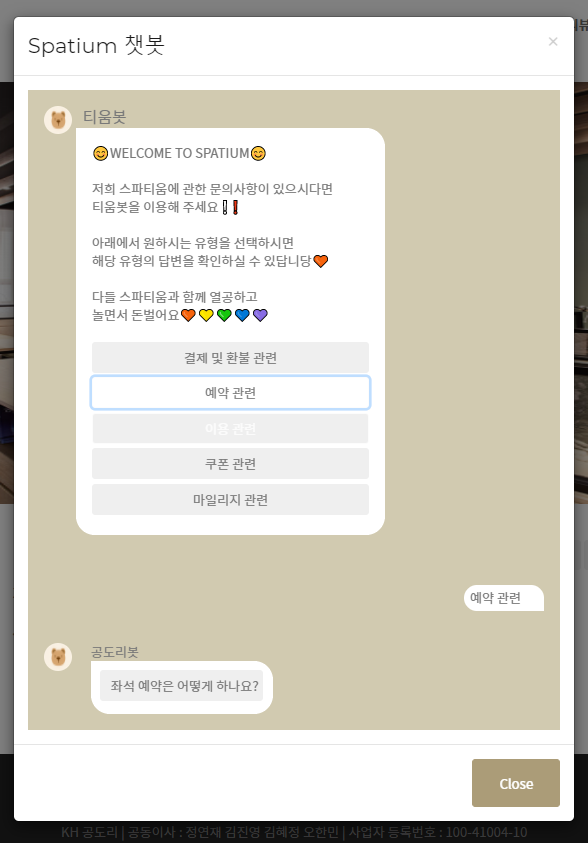 Spatium 챗봇
×
티움봇
😊WELCOME TO SPATIUM😊
저희 스파티움에 관한 문의사항이 있으시다면
티움봇을 이용해 주세요❕❗
아래에서 원하시는 유형을 선택하시면
해당 유형의 답변을 확인하실 수 있답니당🧡
다들 스파티움과 함께 열공하고
놀면서 돈벌어요🧡💛💚💙💜
결제 및 환불 관련
예약 관련
이용 관련
쿠폰 관련
마일리지 관련
예약 관련
공도리봇
좌석 예약은 어떻게 하나요?
Close
KH 공도리 | 공동이사 : 정연재 김진영 김혜정 오한민 | 사업자 등록번호 : 100-41004-10